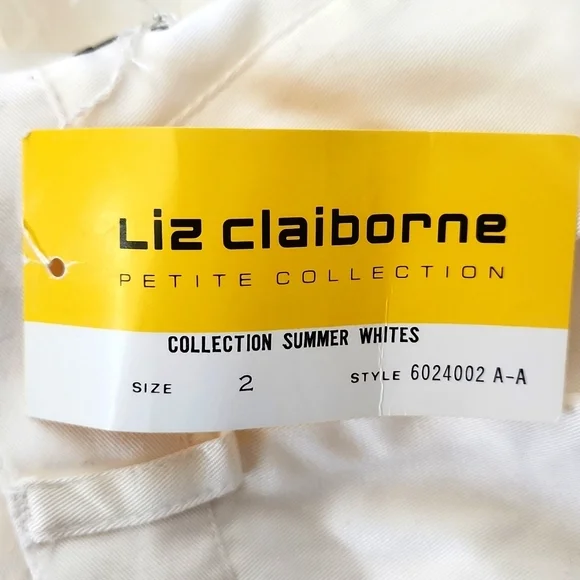 Liz claiborne
PETITE COLLECTION
COLLECTION SUMMER WHITES
SIZE 2 STYLE 6024002 A-A